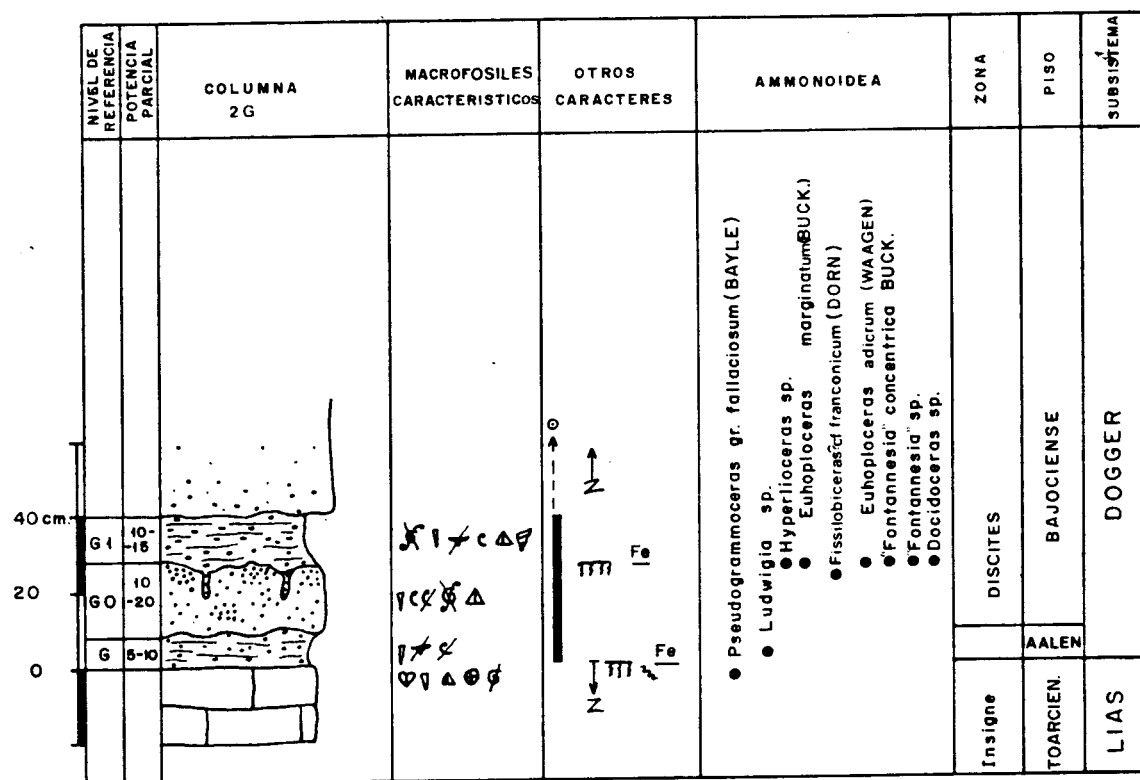 NIVEL DE REFERENCIA
POTENCIA PARCIAL
COLUMNA
2G
MACROFOSILES
CARACTERISTICOS
OTROS
CARACTERES
AMMONOIDEA
ZONA
PISO
SUBSISTEMA
40 cm.
20
0
G1
10-
-15
G0
10
-20
G
5-10
Fe
Fe
Z
Z
Pseudogrammoceras gr. fallaciosum (BAYLE)
Ludwigia sp.
Hyperlioceras sp.
Euhoploceras marginatum BUCK.)
Fissilobiceras? cf franconicum (DORN)
Euhoploceras adicrum (WAAGEN)
"Fontannesia" concentrica BUCK.
"Fontannesia" sp.
Docidoceras sp.
DISCITES
Insigne
BAJOCIENSE
AALEN
TOARCIEN.
DOGGER
LIAS